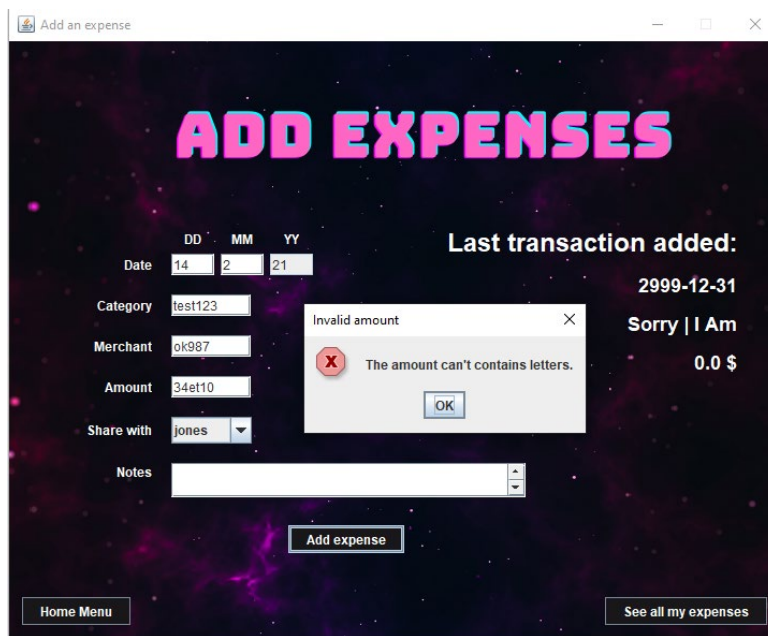 Add an expense
ADD EXPENSES
DD MM YY
Date 14 2 21
Category test123
Merchant ok987
Amount 34et10
Share with jones
Notes
Last transaction added:
2999-12-31
Sorry | I Am
0.0 $
Invalid amount
The amount can't contains letters.
OK
Add expense
Home Menu
See all my expenses